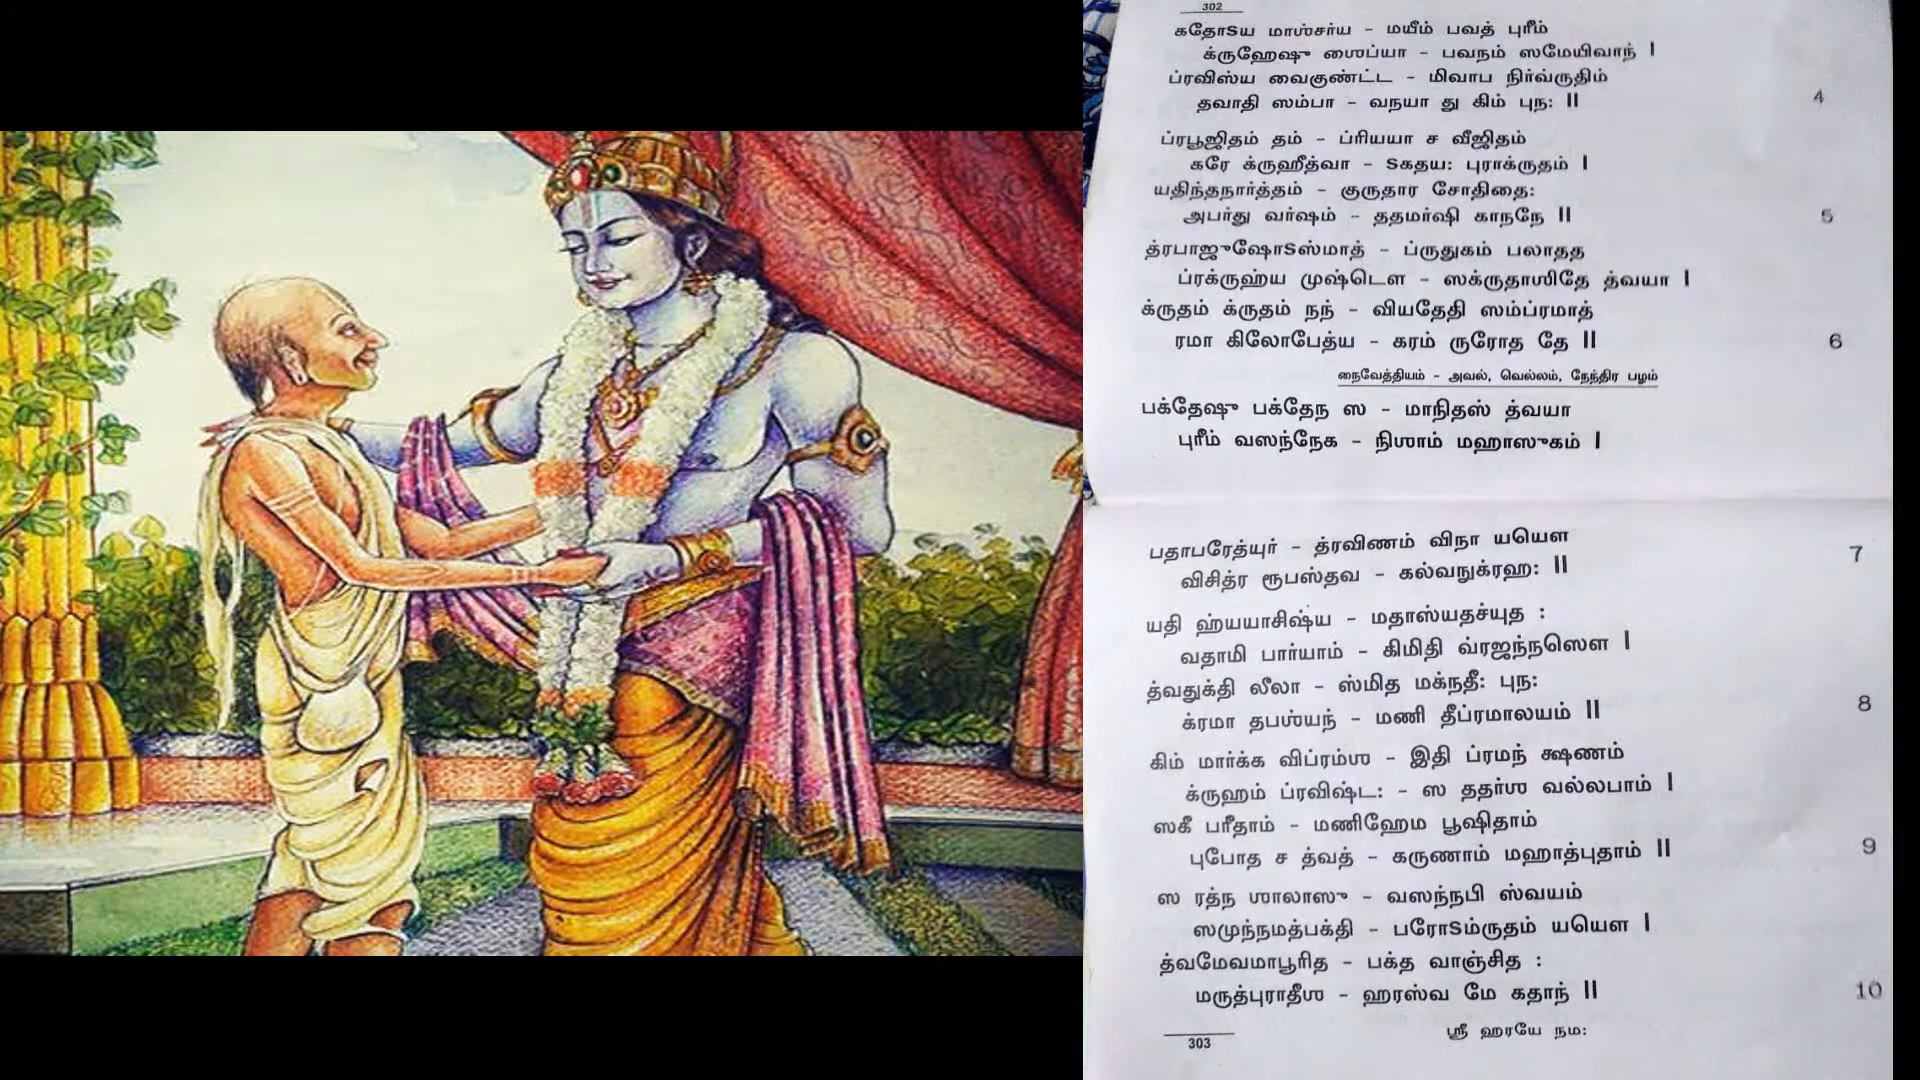 302
கதோSய மாஶ்சர்ய - மயீம் பவத் புரீம்
க்ருஹேஷு ஶைப்யா - பவநம் ஸமேயிவாந் |
ப்ரவிஸ்ய வைகுண்ட்ட - மிவாப நிர்வ்ருதிம்
தவாதி ஸம்பா - வநயா து கிம் புந: || 4
ப்ரபூஜிதம் தம் - ப்ரியயா ச வீஜிதம்
கரே க்ருஹீத்வா - Sகதய: புராக்ருதம் |
யதிந்தநார்த்தம் - குருதார சோதிதை:
அபர்து வர்ஷம் - ததமர்ஷி காநநே || 5
த்ரபாஜுஷோSஸ்மாத் - ப்ருதுகம் பலாதத
ப்ரக்ருஹ்ய முஷ்டௌ - ஸக்ருதாஶிதே த்வயா |
க்ருதம் க்ருதம் நந் - வியதேதி ஸம்ப்ரமாத்
ரமா கிலோபேத்ய - கரம் ருரோத தே || 6
நைவேத்தியம் - அவல், வெல்லம், நேந்திர பழம்
பக்தேஷு பக்தேந ஸ - மாநிதஸ் த்வயா
புரீம் வஸந்நேக - நிஶாம் மஹாஸுகம் |
பதாபரேத்யுர் - த்ரவிணம் விநா யயௌ 7
விசித்ர ரூபஸ்தவ - கல்வநுக்ரஹ: ||
யதி ஹ்யயாசிஷ்ய - மதாஸ்யதச்யுத :
வதாமி பார்யாம் - கிமிதி வ்ரஜந்நஸௌ |
த்வதுக்தி லீலா - ஸ்மித மக்நதீ: புந:
க்ரமா தபஶ்யந் - மணி தீப்ரமாலயம் || 8
கிம் மார்க்க விப்ரம்ஶ - இதி ப்ரமந் க்ஷணம்
க்ருஹம் ப்ரவிஷ்ட: - ஸ ததர்ஶ வல்லபாம் |
ஸகீ பரீதாம் - மணிஹேம பூஷிதாம்
புபோத ச த்வத் - கருணாம் மஹாத்புதாம் || 9
ஸ ரத்ந ஶாலாஸு - வஸந்நபி ஸ்வயம்
ஸமுந்நமத்பக்தி - பரோSம்ருதம் யயௌ |
த்வமேவமாபூரித - பக்த வாஞ்சித :
மருத்புராதீஶ - ஹரஸ்வ மே கதாந் || 10
ஸ்ரீ ஹரயே நம:
303